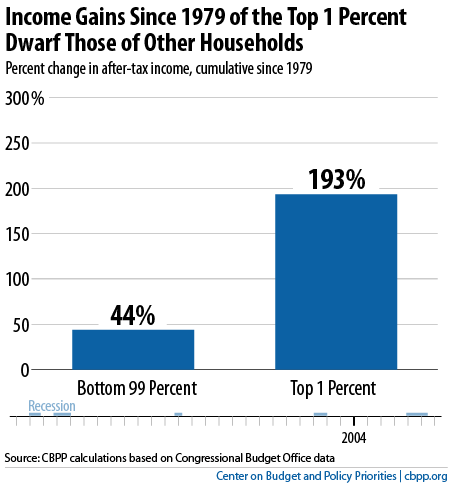 Income Gains Since 1979 of the Top 1 Percent
Dwarf Those of Other Households
Percent change in after-tax income, cumulative since 1979
300%
250
200
150
100
50
0
193%
44%
Bottom 99 Percent
Top 1 Percent
Recession
2004
Source: CBPP calculations based on Congressional Budget Office data
Center on Budget and Policy Priorities | cbpp.org